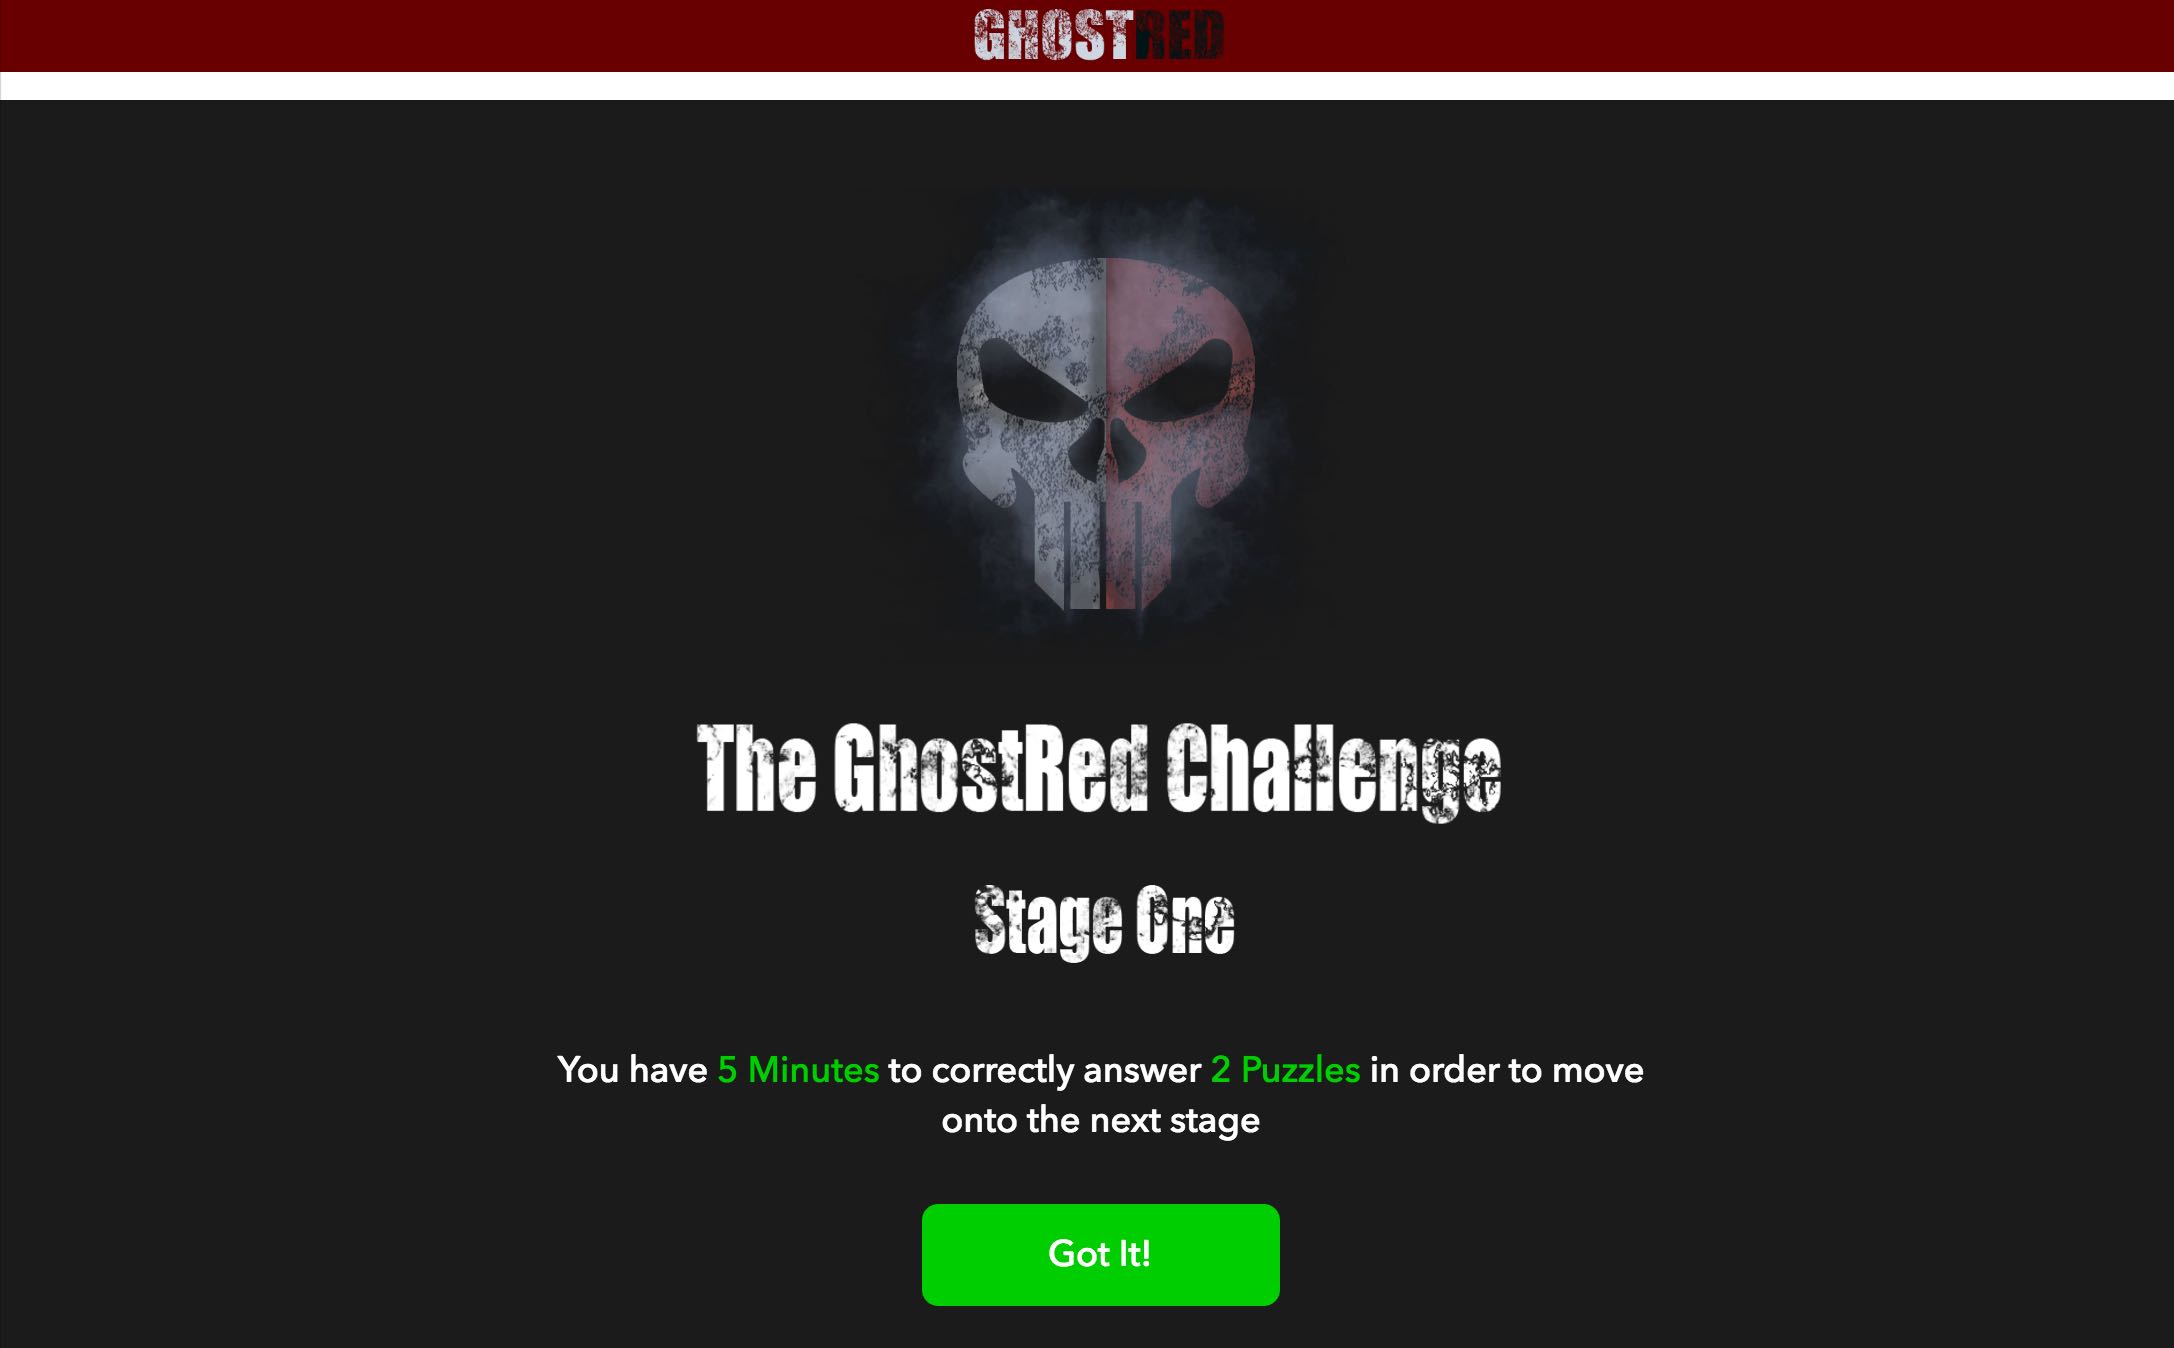 GHOSTRED
The GhostRed Challenge
Stage One
You have 5 Minutes to correctly answer 2 Puzzles in order to move
onto the next stage
Got It!